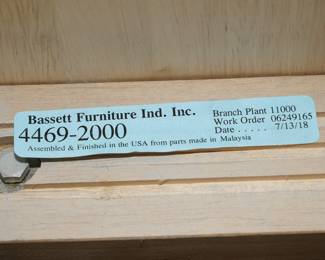 Bassett Furniture Ind. Inc.
4469-2000
Branch Plant 11000
Work Order 06249165
Date . . . . . 7/13/18
Assembled & Finished in the USA from parts made in Malaysia